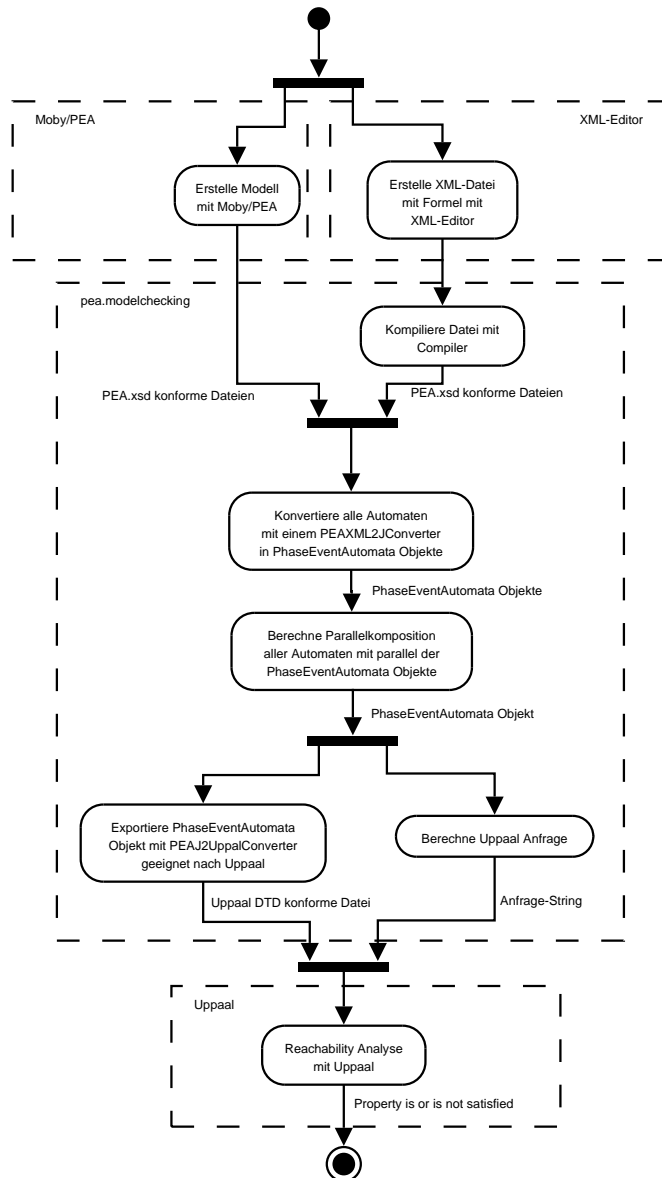 Moby/PEA
XML-Editor
Erstelle Modell
mit Moby/PEA
Erstelle XML-Datei
mit Formel mit
XML-Editor
pea.modelchecking
Kompiliere Datei mit
Compiler
PEA.xsd konforme Dateien
PEA.xsd konforme Dateien
Konvertiere alle Automaten
mit einem PEAXML2JConverter
in PhaseEventAutomata Objekte
PhaseEventAutomata Objekte
Berechne Parallelkomposition
aller Automaten mit parallel der
PhaseEventAutomata Objekte
PhaseEventAutomata Objekt
Exportiere PhaseEventAutomata
Objekt mit PEAJ2UppalConverter
geeignet nach Uppaal
Berechne Uppaal Anfrage
Uppaal DTD konforme Datei
Anfrage-String
Uppaal
Reachability Analyse
mit Uppaal
Property is or is not satisfied